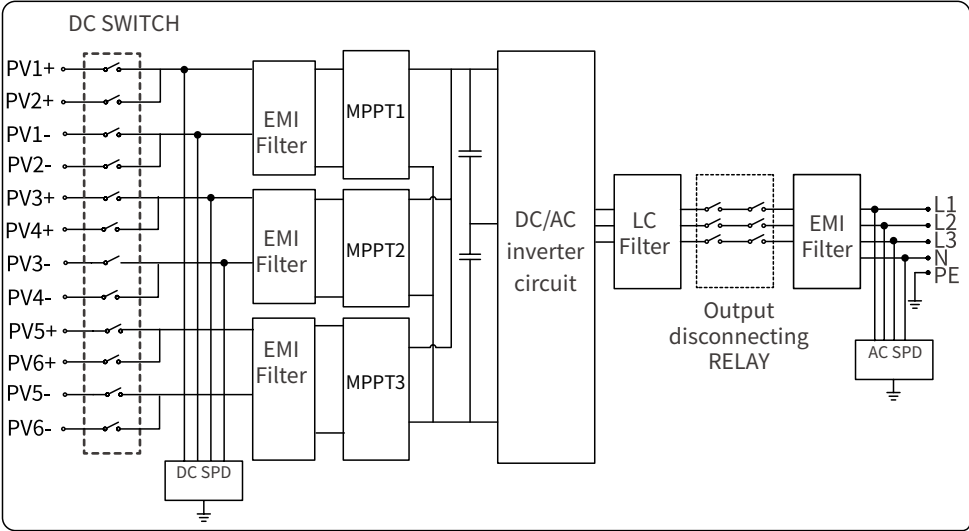 DC SWITCH
PV1+
PV2+
PV1-
PV2-
PV3+
PV4+
PV3-
PV4-
PV5+
PV6+
PV5-
PV6-
EMI
Filter
MPPT1
EMI
Filter
MPPT2
EMI
Filter
MPPT3
DC SPD
DC/AC
inverter
circuit
LC
Filter
Output
disconnecting
RELAY
EMI
Filter
L1
L2
L3
N
PE
AC SPD